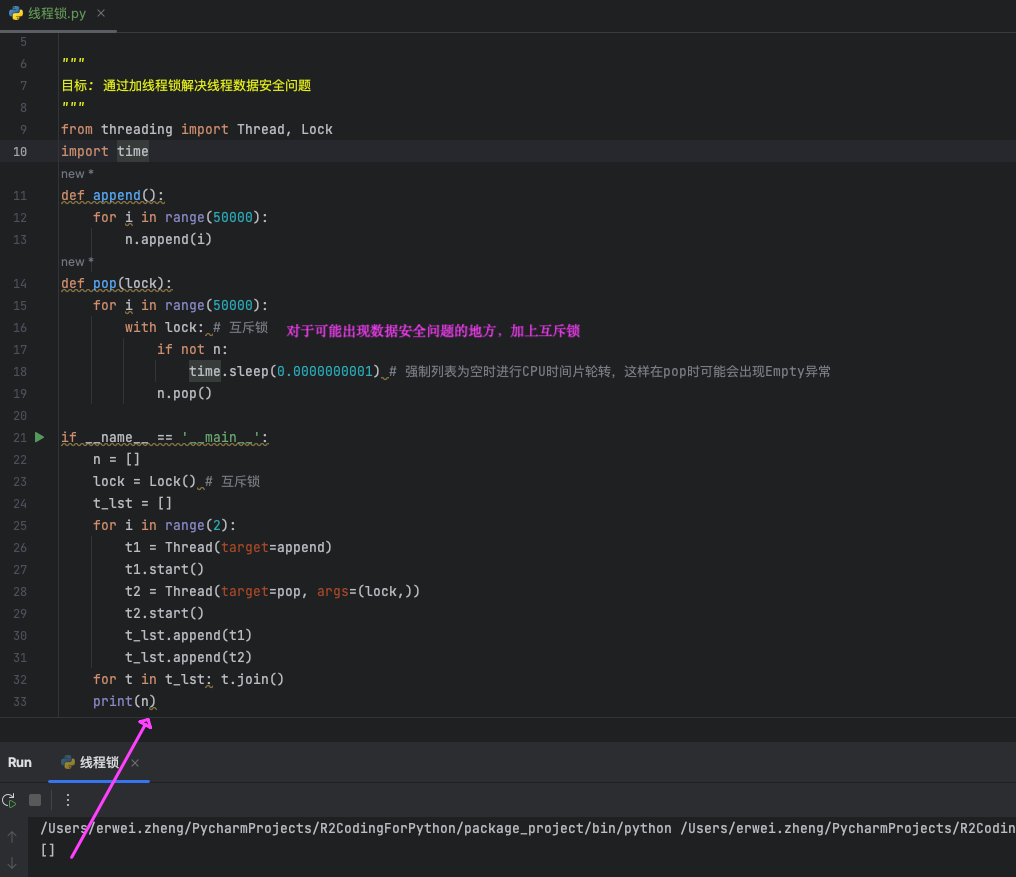 线程锁.py ×
5
6 """
7 目标: 通过加线程锁解决线程数据安全问题
8 """
9 from threading import Thread, Lock
10 import time
new *
11 def append():
12     for i in range(50000):
13         n.append(i)
new *
14 def pop(lock):
15     for i in range(50000):
16         with lock: # 互斥锁 对于可能出现数据安全问题的地方，加上互斥锁
17             if not n:
18                 time.sleep(0.0000000001) # 强制列表为空时进行CPU时间片轮转，这样在pop时可能会出现Empty异常
19             n.pop()
20
21 if __name__ == '__main__':
22     n = []
23     lock = Lock() # 互斥锁
24     t_lst = []
25     for i in range(2):
26         t1 = Thread(target=append)
27         t1.start()
28         t2 = Thread(target=pop, args=(lock,))
29         t2.start()
30         t_lst.append(t1)
31         t_lst.append(t2)
32     for t in t_lst: t.join()
33     print(n)
Run 线程锁 ×
/Users/erwei.zheng/PycharmProjects/R2CodingForPython/package_project/bin/python /Users/erwei.zheng/PycharmProjects/R2Codin
[]